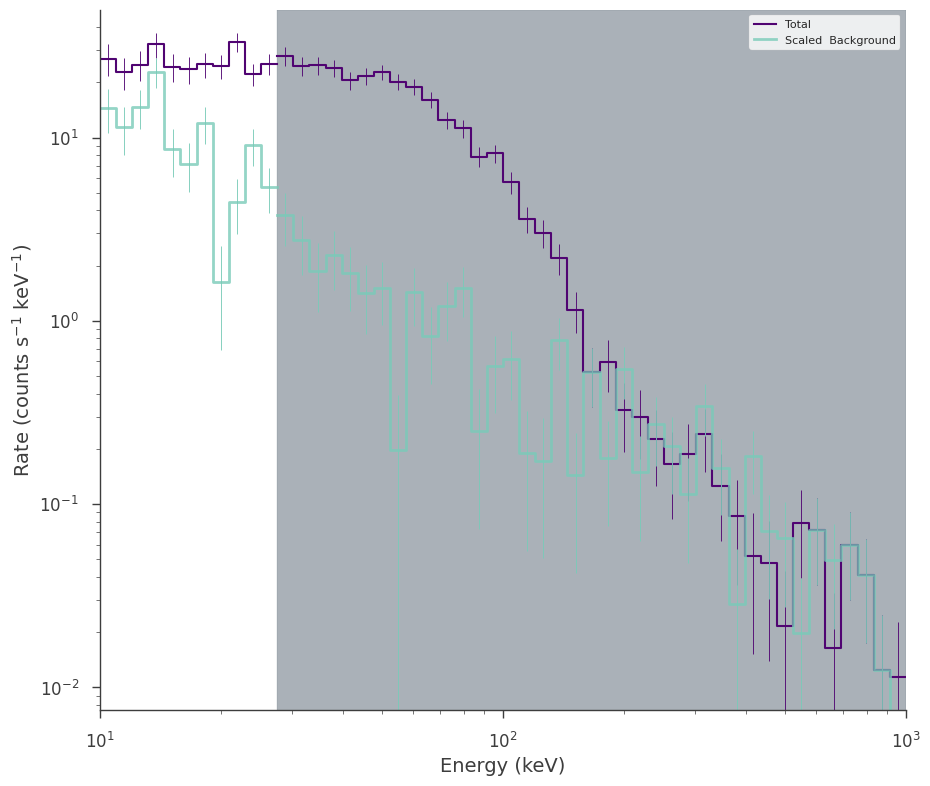 Total
Scaled  Background
Rate (counts s⁻¹ keV⁻¹)
10¹
10⁰
10⁻¹
10⁻²
10¹ 10² 10³
Energy (keV)